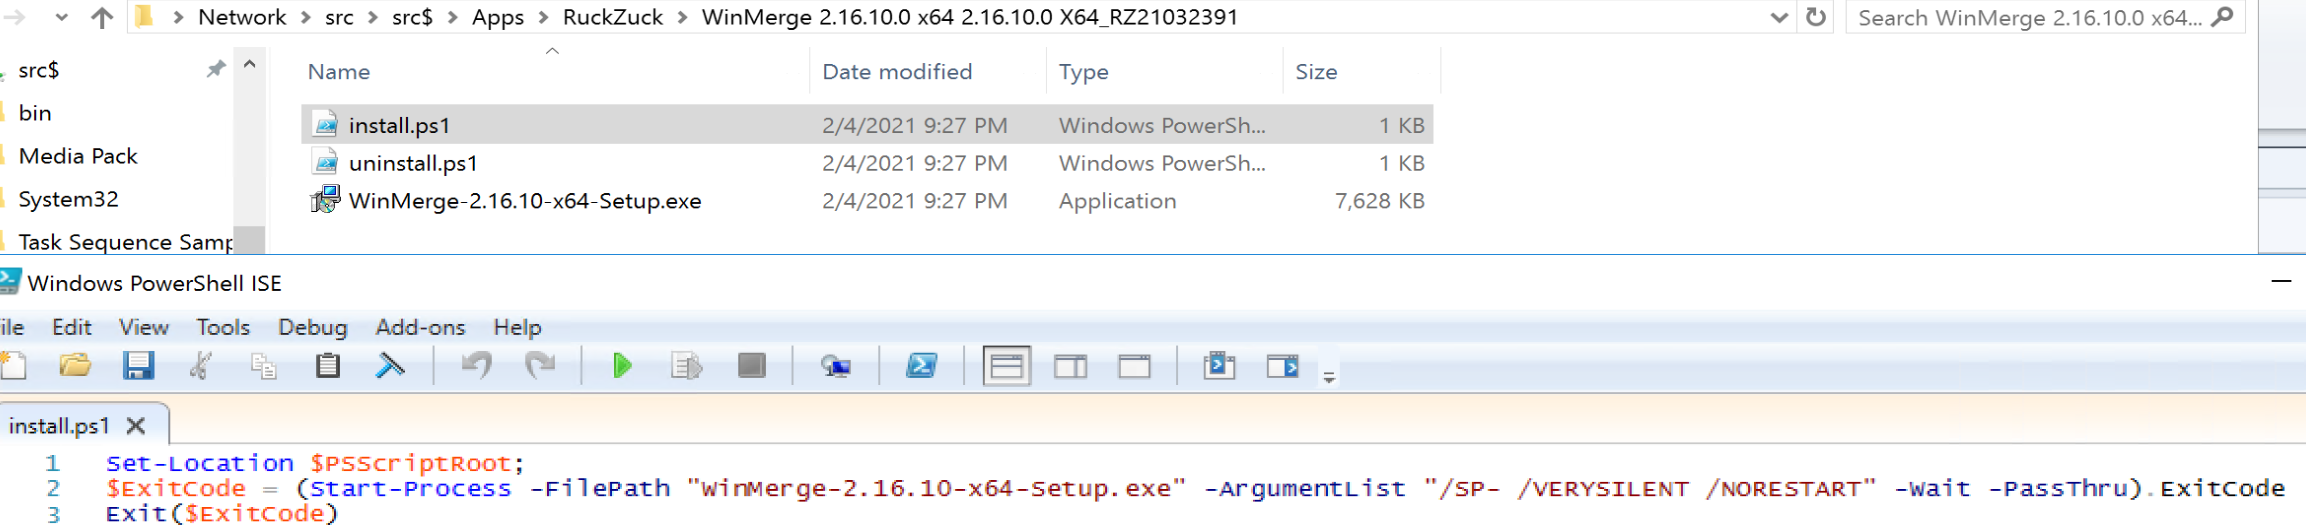 Network > src > src$ > Apps > RuckZuck > WinMerge 2.16.10.0 x64 2.16.10.0 X64_RZ21032391
Search WinMerge 2.16.10.0 x64...
src$
bin
Media Pack
System32
Task Sequence Samp
Name Date modified Type Size
install.ps1 2/4/2021 9:27 PM Windows PowerSh... 1 KB
uninstall.ps1 2/4/2021 9:27 PM Windows PowerSh... 1 KB
WinMerge-2.16.10-x64-Setup.exe 2/4/2021 9:27 PM Application 7,628 KB
Windows PowerShell ISE
ile Edit View Tools Debug Add-ons Help
install.ps1 X
1 Set-Location $PSScriptRoot;
2 $ExitCode = (Start-Process -FilePath "WinMerge-2.16.10-x64-Setup.exe" -ArgumentList "/SP- /VERYSILENT /NORESTART" -Wait -PassThru).ExitCode
3 Exit($ExitCode)